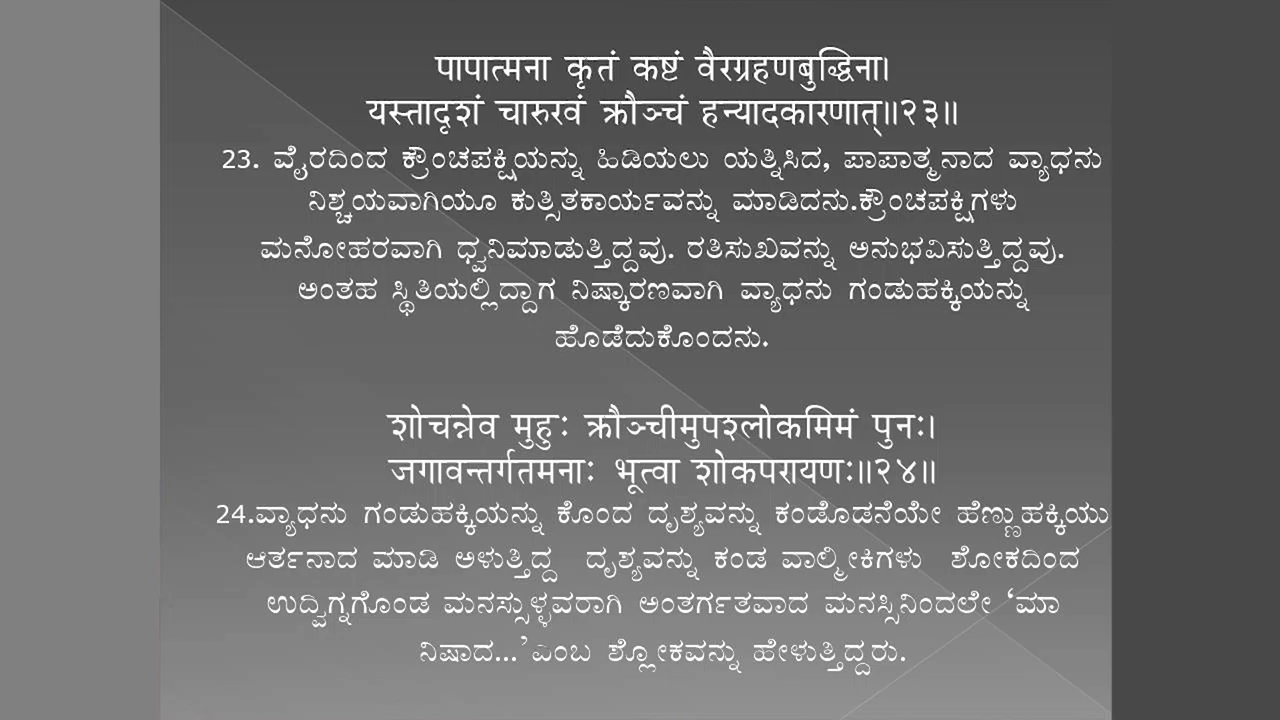 पापात्मना कृतं कष्टं वैरग्रहणबुद्धिना।
यस्तादृशं चारुरवं क्रौञ्चं हन्यादकारणात्॥२३॥
23. ವೈರದಿಂದ ಕ್ರೌಂಚಪಕ್ಷಿಯನ್ನು ಹಿಡಿಯಲು ಯತ್ನಿಸಿದ, ಪಾಪಾತ್ಮನಾದ ವ್ಯಾಧನು
ನಿಶ್ಚಯವಾಗಿಯೂ ಕುತ್ಸಿತಕಾರ್ಯವನ್ನು ಮಾಡಿದನು.ಕ್ರೌಂಚಪಕ್ಷಿಗಳು
ಮನೋಹರವಾಗಿ ಧ್ವನಿಮಾಡುತ್ತಿದ್ದವು. ರತಿಸುಖವನ್ನು ಅನುಭವಿಸುತ್ತಿದ್ದವು.
ಅಂತಹ ಸ್ಥಿತಿಯಲ್ಲಿದ್ದಾಗ ನಿಷ್ಕಾರಣವಾಗಿ ವ್ಯಾಧನು ಗಂಡುಹಕ್ಕಿಯನ್ನು
ಹೊಡೆದುಕೊಂದನು.
शोचन्नेव मुहुः क्रौञ्चीमुपश्लोकमिमं पुनः।
जगावन्तर्गतमनाः भूत्वा शोकपरायणः॥२४॥
24.ವ್ಯಾಧನು ಗಂಡುಹಕ್ಕಿಯನ್ನು ಕೊಂದ ದೃಶ್ಯವನ್ನು ಕಂಡೊಡನೆಯೇ ಹೆಣ್ಣುಹಕ್ಕಿಯು
ಆರ್ತನಾದ ಮಾಡಿ ಅಳುತ್ತಿದ್ದ ದೃಶ್ಯವನ್ನು ಕಂಡ ವಾಲ್ಮೀಕಿಗಳು ಶೋಕದಿಂದ
ಉದ್ವಿಗ್ನಗೊಂಡ ಮನಸ್ಸುಳ್ಳವರಾಗಿ ಅಂತರ್ಗತವಾದ ಮನಸ್ಸಿನಿಂದಲೇ ‘ಮಾ
ನಿಷಾದ...’ಎಂಬ ಶ್ಲೋಕವನ್ನು ಹೇಳುತ್ತಿದ್ದರು.